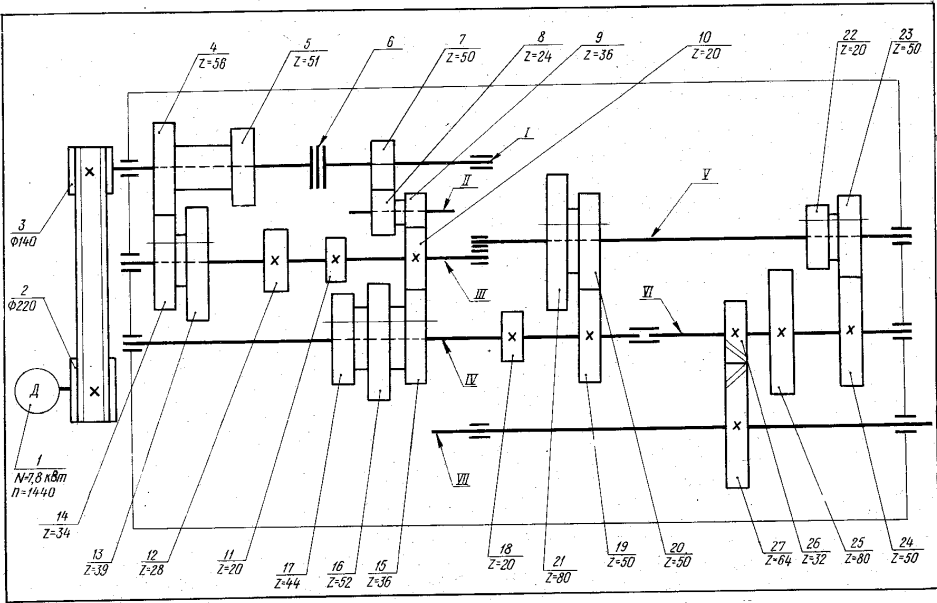 4
Z=56
5
Z=51
6
7
Z=50
8
Z=24
9
Z=36
10
Z=20
22
Z=20
23
Z=50
I
II
V
3
Ф140
III
VI
2
Ф220
IV
Д
VII
1
N=7,8 квт
n=1440
14
Z=34
13
Z=39
12
Z=28
11
Z=20
17
Z=44
16
Z=52
15
Z=36
18
Z=20
21
Z=80
19
Z=50
20
Z=50
27
Z=64
26
Z=32
25
Z=80
24
Z=50